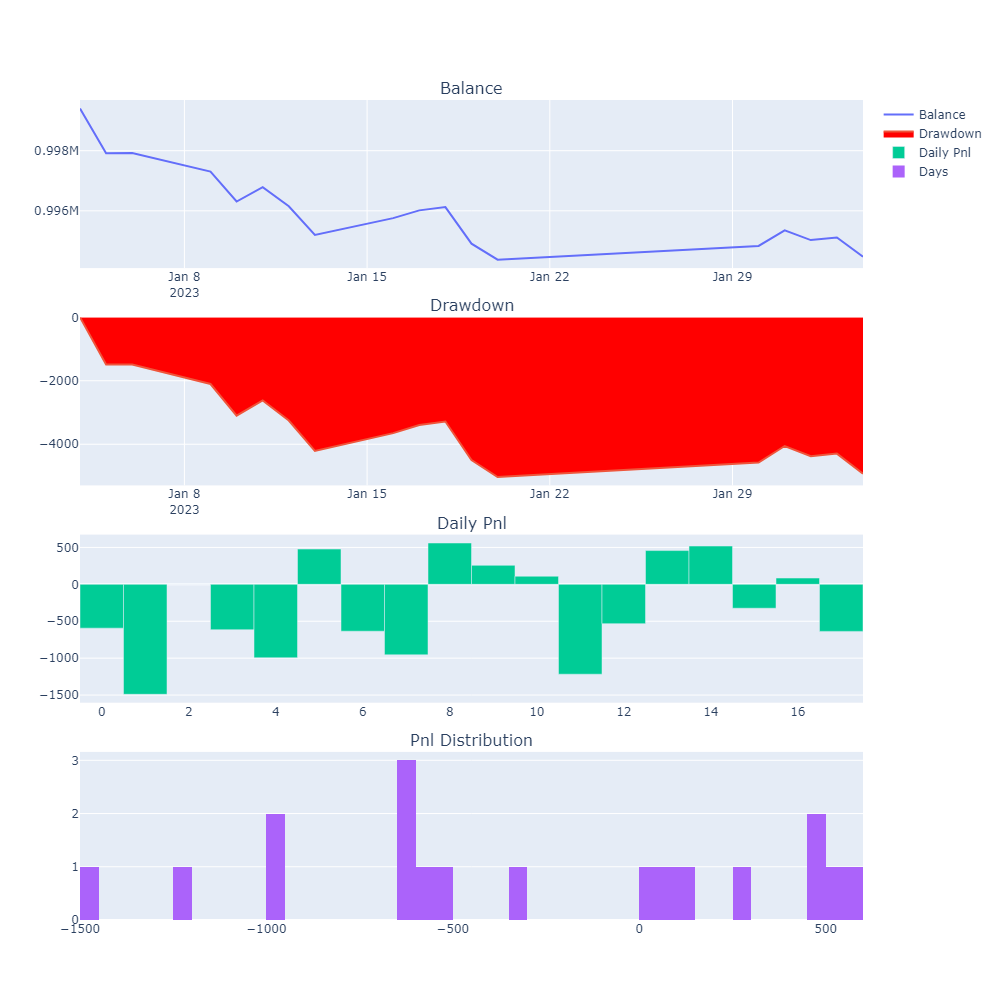 Balance
0.998M
0.996M
Jan 8
2023
Jan 15
Jan 22
Jan 29
Balance
Drawdown
Daily Pnl
Days
Drawdown
0
−2000
−4000
Jan 8
2023
Jan 15
Jan 22
Jan 29
Daily Pnl
500
0
−500
−1000
−1500
0 2 4 6 8 10 12 14 16
Pnl Distribution
3
2
1
0
−1500 −1000 −500 0 500